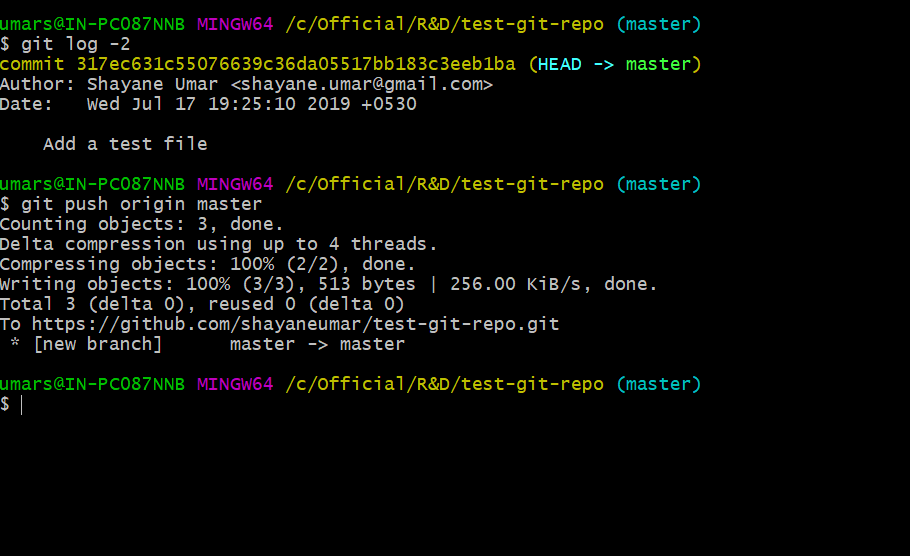 umars@IN-PC087NNB MINGW64 /c/Official/R&D/test-git-repo (master)
$ git log -2
commit 317ec631c55076639c36da05517bb183c3eeb1ba (HEAD -> master)
Author: Shayane Umar <shayane.umar@gmail.com>
Date:   Wed Jul 17 19:25:10 2019 +0530
    Add a test file
umars@IN-PC087NNB MINGW64 /c/Official/R&D/test-git-repo (master)
$ git push origin master
Counting objects: 3, done.
Delta compression using up to 4 threads.
Compressing objects: 100% (2/2), done.
Writing objects: 100% (3/3), 513 bytes | 256.00 KiB/s, done.
Total 3 (delta 0), reused 0 (delta 0)
To https://github.com/shayaneumar/test-git-repo.git
 * [new branch]      master -> master
umars@IN-PC087NNB MINGW64 /c/Official/R&D/test-git-repo (master)
$